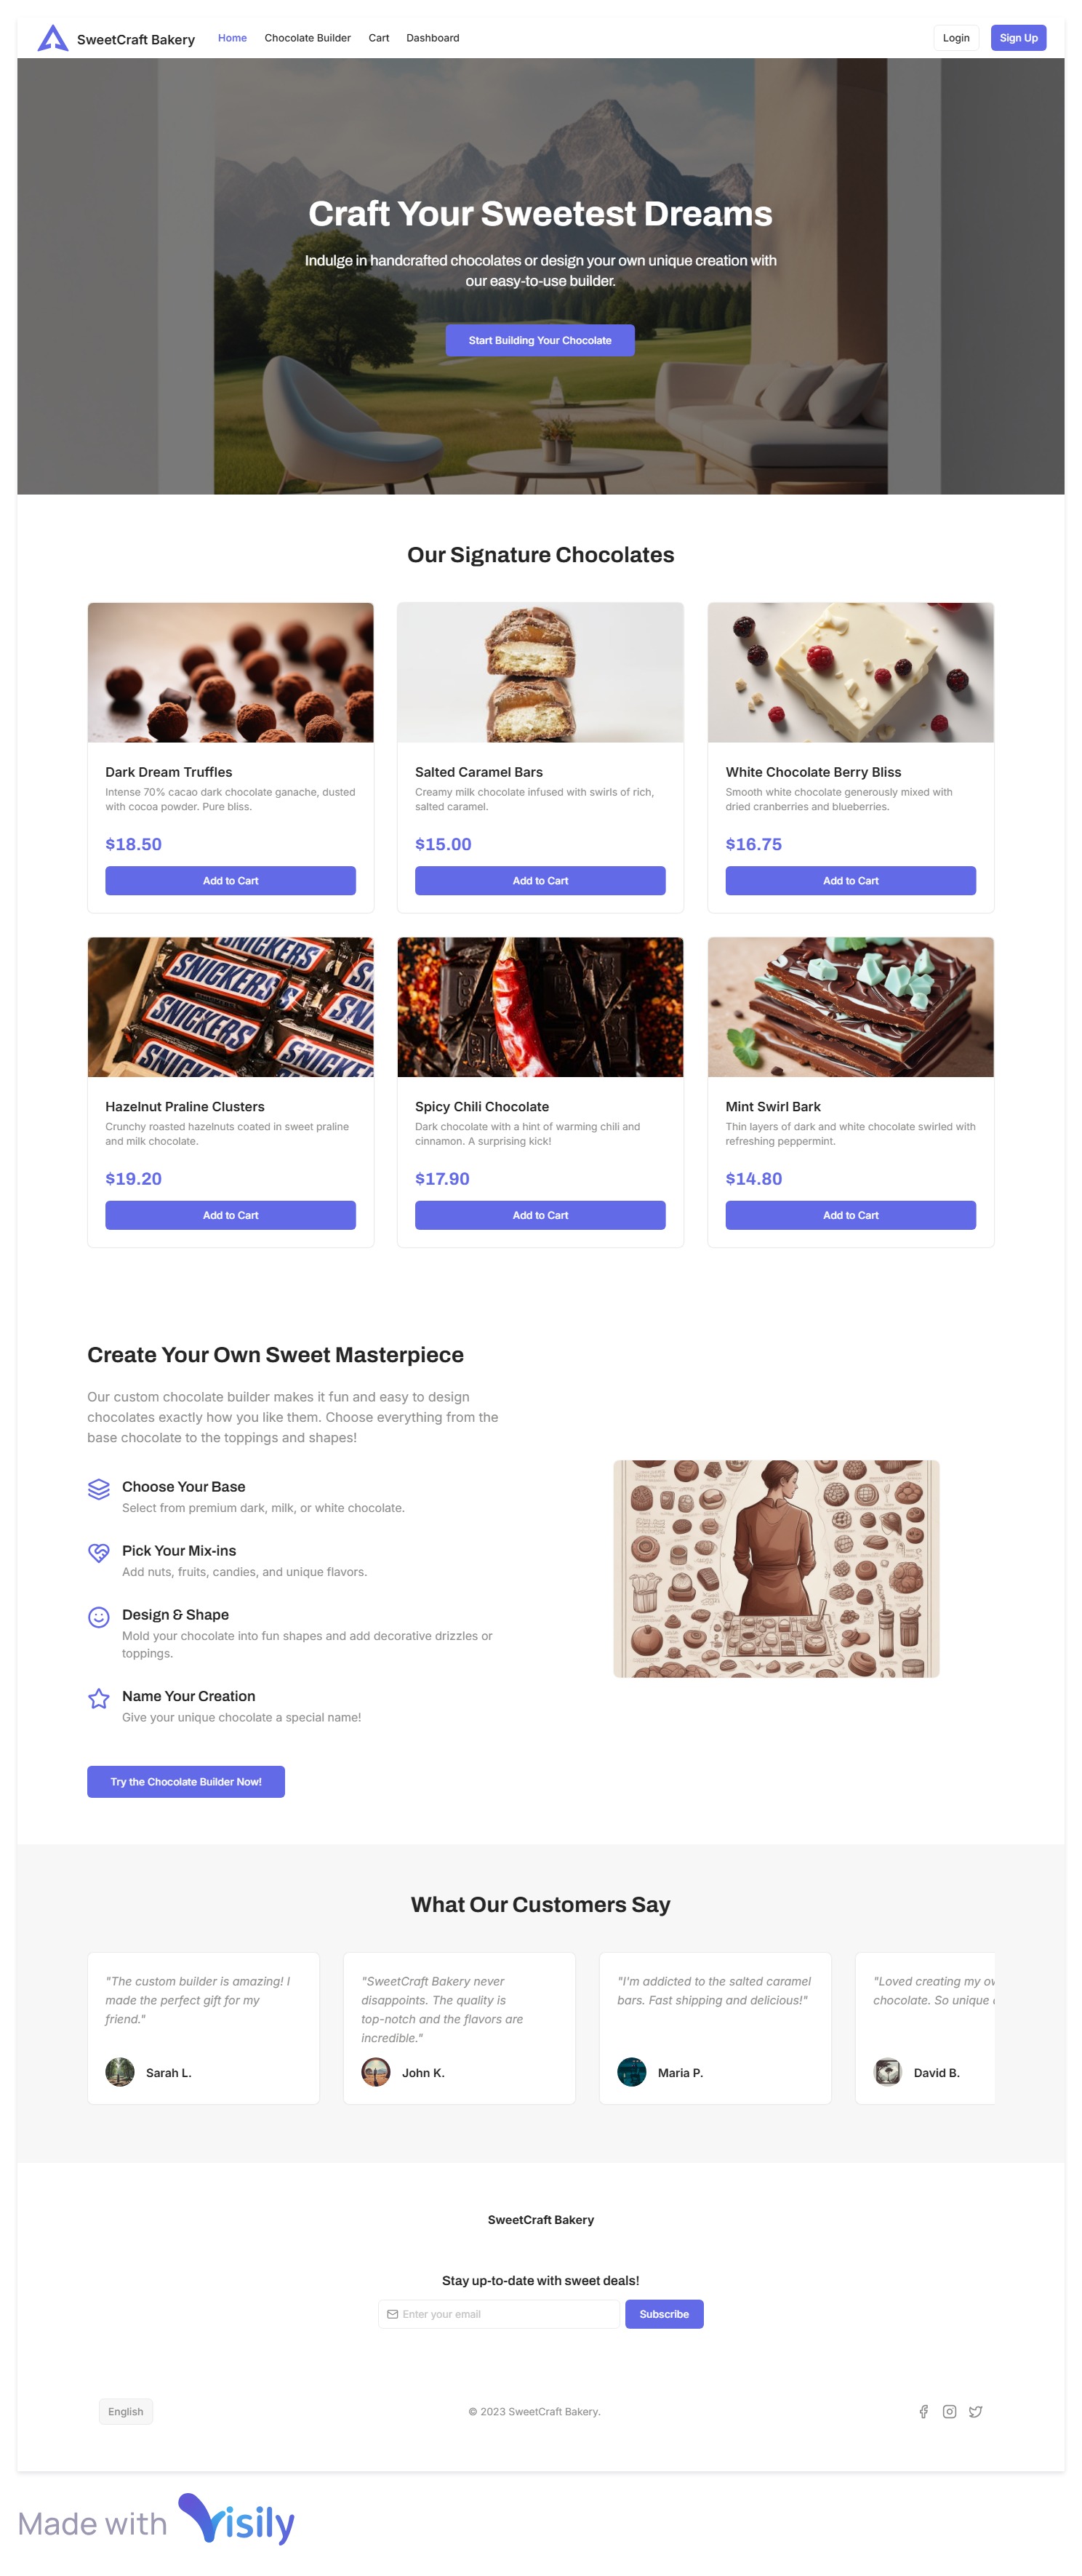 SweetCraft Bakery
Home
Chocolate Builder
Cart
Dashboard
Login
Sign Up
Craft Your Sweetest Dreams
Indulge in handcrafted chocolates or design your own unique creation with
our easy-to-use builder.
Start Building Your Chocolate
Our Signature Chocolates
Dark Dream Truffles
Intense 70% cacao dark chocolate ganache, dusted
with cocoa powder. Pure bliss.
$18.50
Add to Cart
Salted Caramel Bars
Creamy milk chocolate infused with swirls of rich,
salted caramel.
$15.00
Add to Cart
White Chocolate Berry Bliss
Smooth white chocolate generously mixed with
dried cranberries and blueberries.
$16.75
Add to Cart
SNICKERS
SNICKERS
SNICKERS
SNICKERS
SNICKERS
Hazelnut Praline Clusters
Crunchy roasted hazelnuts coated in sweet praline
and milk chocolate.
$19.20
Add to Cart
Spicy Chili Chocolate
Dark chocolate with a hint of warming chili and
cinnamon. A surprising kick!
$17.90
Add to Cart
Mint Swirl Bark
Thin layers of dark and white chocolate swirled with
refreshing peppermint.
$14.80
Add to Cart
Create Your Own Sweet Masterpiece
Our custom chocolate builder makes it fun and easy to design
chocolates exactly how you like them. Choose everything from the
base chocolate to the toppings and shapes!
Choose Your Base
Select from premium dark, milk, or white chocolate.
Pick Your Mix-ins
Add nuts, fruits, candies, and unique flavors.
Design & Shape
Mold your chocolate into fun shapes and add decorative drizzles or
toppings.
Name Your Creation
Give your unique chocolate a special name!
Try the Chocolate Builder Now!
What Our Customers Say
"The custom builder is amazing! I
made the perfect gift for my
friend."
Sarah L.
"SweetCraft Bakery never
disappoints. The quality is
top-notch and the flavors are
incredible."
John K.
"I'm addicted to the salted caramel
bars. Fast shipping and delicious!"
Maria P.
"Loved creating my
chocolate. So unique
David B.
SweetCraft Bakery
Stay up-to-date with sweet deals!
Enter your email
Subscribe
English
© 2023 SweetCraft Bakery.
Made with Visily